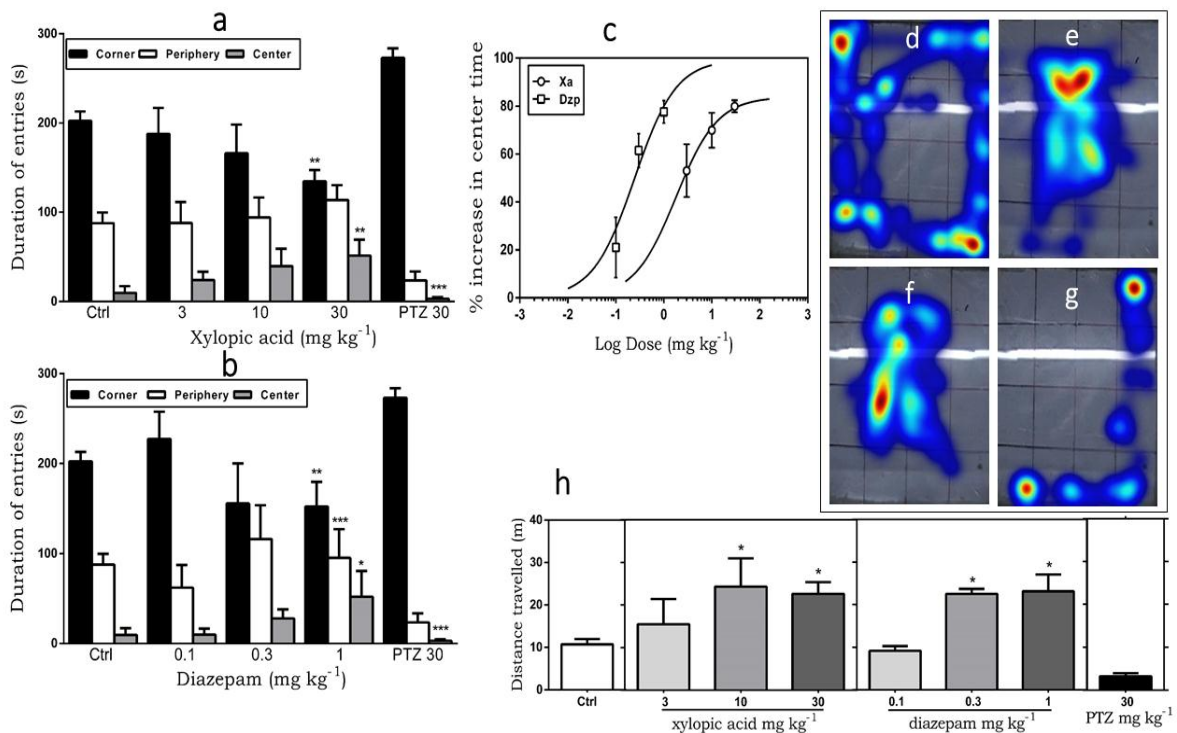 a
300
200
100
0
Duration of entries (s)
Corner Periphery Center
**
**
***
Ctrl 3 10 30 PTZ 30
Xylopic acid (mg kg-1)
b
300
200
100
0
Duration of entries (s)
Corner Periphery Center
**
***
*
***
Ctrl 0.1 0.3 1 PTZ 30
Diazepam (mg kg-1)
c
100
80
60
40
20
0
% increase in center time
Xa
Dzp
-3 -2 -1 0 1 2 3
Log Dose (mg kg-1)
d
e
f
g
h
40
30
20
10
0
Distance travelled (m)
* * * *
Ctrl 3 10 30 0.1 0.3 1 30
xylopic acid mg kg-1 diazepam mg kg-1 PTZ mg kg-1